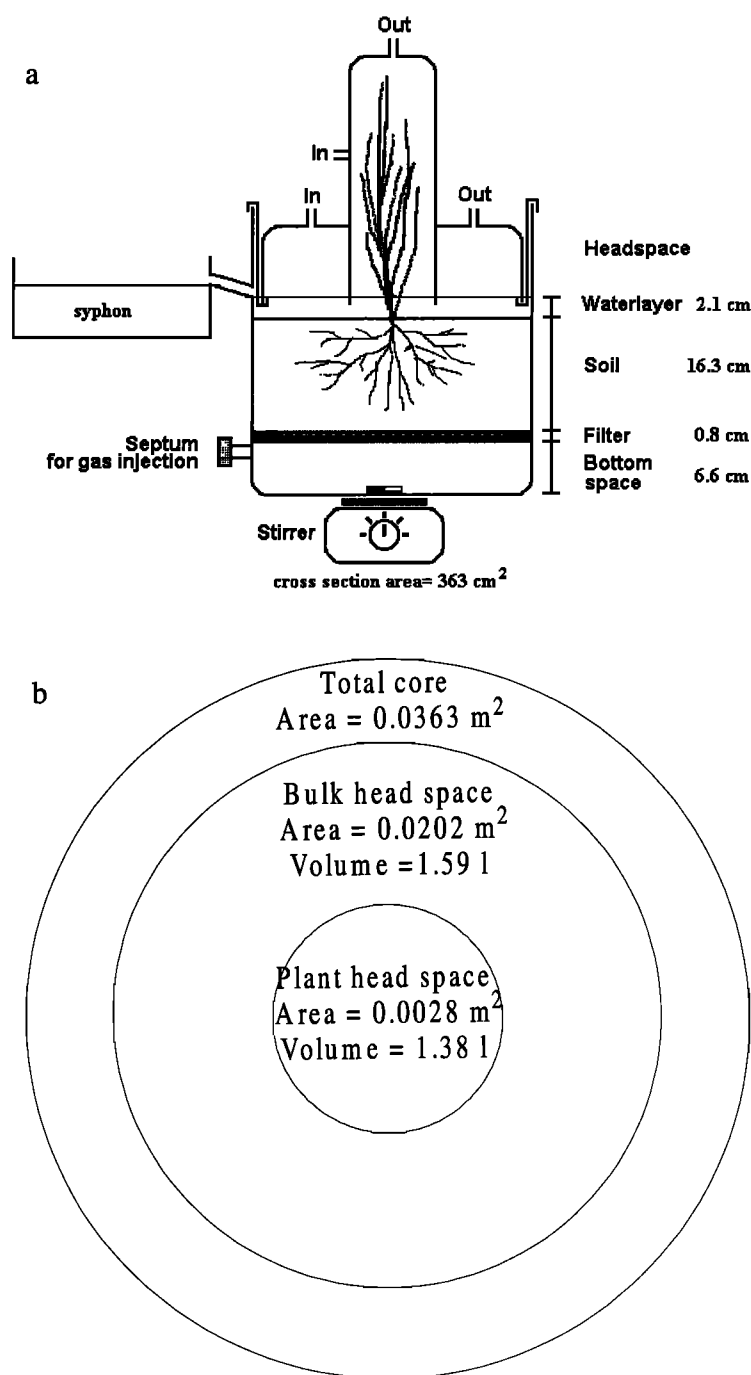 a
Out
In
In
Out
Headspace
Waterlayer 2.1 cm
syphon
Soil 16.3 cm
Septum
for gas injection
Filter 0.8 cm
Bottom
space 6.6 cm
Stirrer
cross section area= 363 cm²
b
Total core
Area = 0.0363 m²
Bulk head space
Area = 0.0202 m²
Volume =1.59 l
Plant head space
Area = 0.0028 m²
Volume = 1.38 l